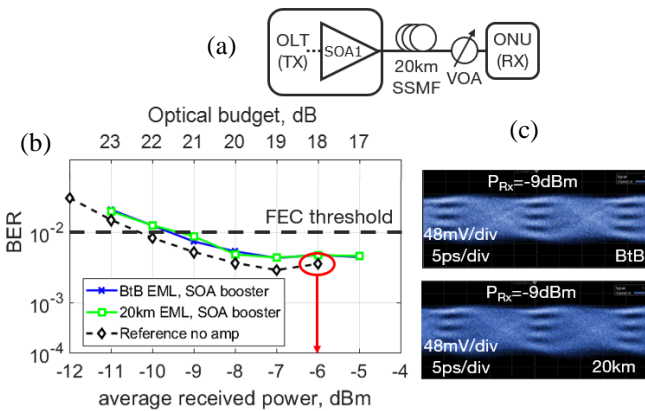 (a)
OLT
(TX)
SOA1
20km
SSMF
VOA
ONU
(RX)
(b)
Optical budget, dB
23 22 21 20 19 18 17
BER
10-2
10-3
10-4
FEC threshold
BtB EML, SOA booster
20km EML, SOA booster
Reference no amp
-12 -11 -10 -9 -8 -7 -6 -5 -4
average received power, dBm
(c)
PRx=-9dBm
48mV/div
5ps/div
BtB
PRx=-9dBm
48mV/div
5ps/div
20km